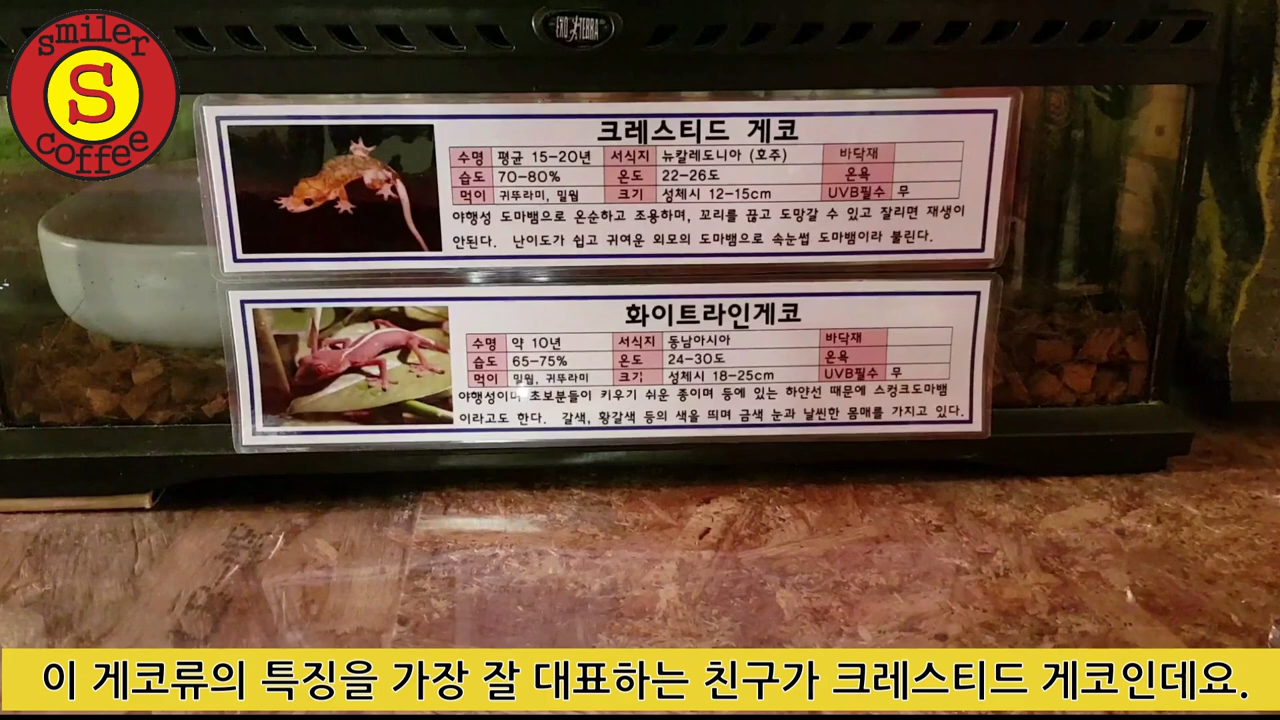 smiler
S
coffee
EXO TERRA
크레스티드 게코
수명 평균 15-20년 서식지 뉴칼레도니아 (호주) 바닥재
습도 70-80% 온도 22-26도 온욕
먹이 귀뚜라미, 밀웜 크기 성체시 12-15cm UVB필수 무
야행성 도마뱀으로 온순하고 조용하며, 꼬리를 끊고 도망갈 수 있고 잘리면 재생이
안된다. 난이도가 쉽고 귀여운 외모의 도마뱀으로 속눈썹 도마뱀이라 불린다.
화이트라인게코
수명 약 10년 서식지 동남아시아 바닥재
습도 65-75% 온도 24-30도 온욕
먹이 밀웜, 귀뚜라미 크기 성체시 18-25cm UVB필수 무
야행성이며 초보분들이 키우기 쉬운 종이며 등에 있는 하얀선 때문에 스컹크도마뱀
이라고도 한다. 갈색, 황갈색 등의 색을 띄며 금색 눈과 날씬한 몸매를 가지고 있다.
이 게코류의 특징을 가장 잘 대표하는 친구가 크레스티드 게코인데요.